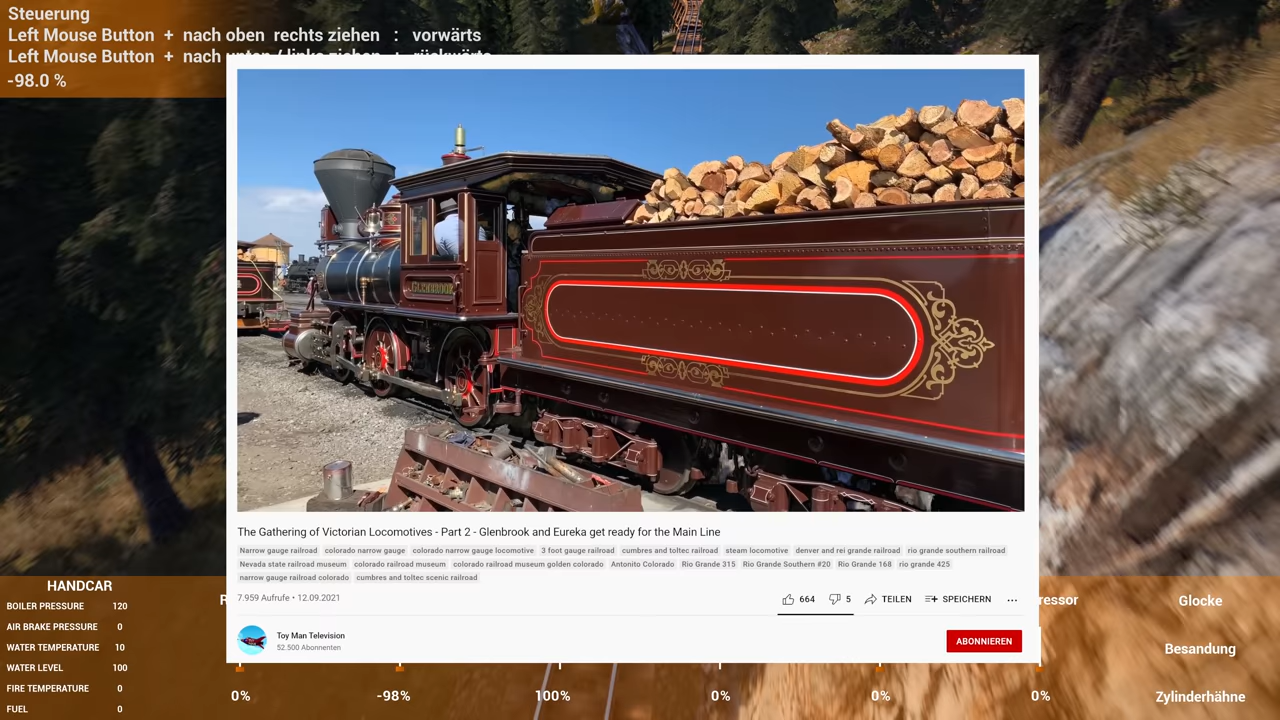 Steuerung
Left Mouse Button + nach oben rechts ziehen : vorwärts
Left Mouse Button + nach unten / links ziehen : rückwärts
-98.0 %
GLENBROOK
The Gathering of Victorian Locomotives - Part 2 - Glenbrook and Eureka get ready for the Main Line
Narrow gauge railroad colorado narrow gauge colorado narrow gauge locomotive 3 foot gauge railroad cumbres and toltec railroad steam locomotive denver and rei grande railroad rio grande southern railroad
Nevada state railroad museum colorado railroad museum colorado railroad museum golden colorado Antonito Colorado Rio Grande 315 Rio Grande Southern #20 Rio Grande 168 rio grande 425
narrow gauge railroad colorado cumbres and toltec scenic railroad
7.959 Aufrufe • 12.09.2021
664 5 TEILEN SPEICHERN ...
Toy Man Television
52.500 Abonnenten
ABONNIEREN
HANDCAR
BOILER PRESSURE 120
AIR BRAKE PRESSURE 0
WATER TEMPERATURE 10
WATER LEVEL 100
FIRE TEMPERATURE 0
FUEL 0
R
ressor
Glocke
Besandung
0% -98% 100% 0% 0% 0%
Zylinderhähne